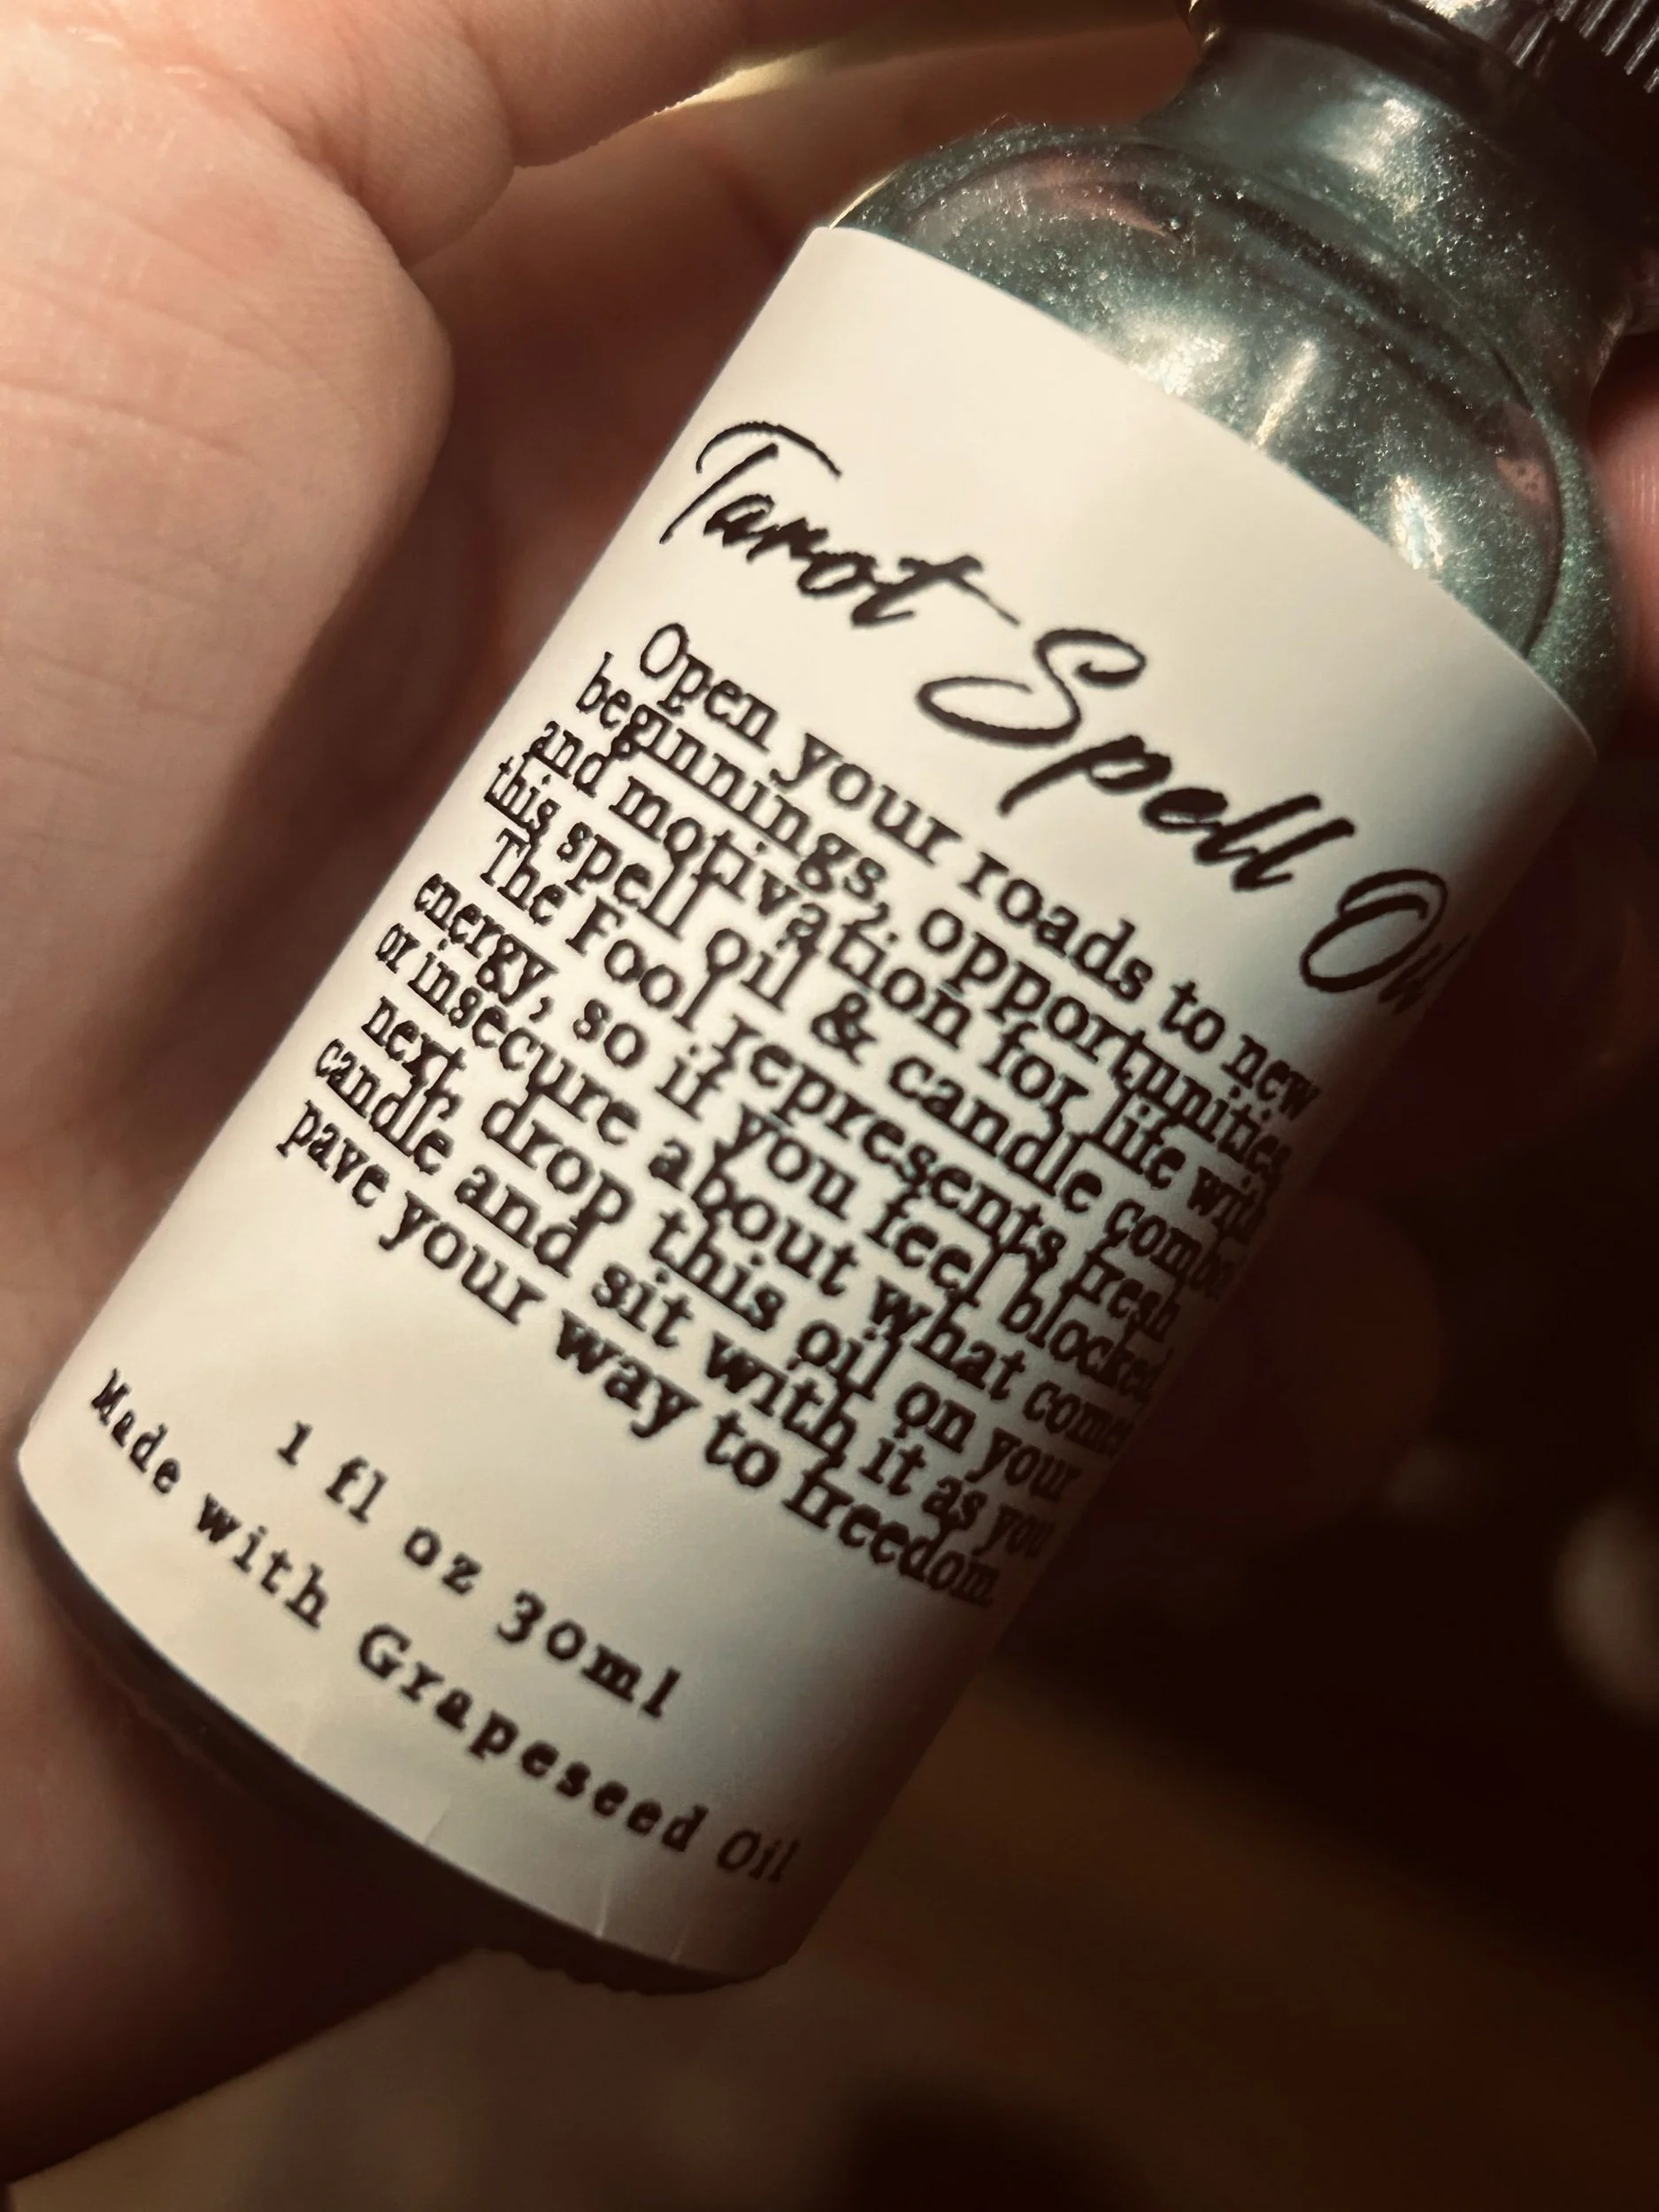 Tarot Spell Oil
Open your roads to new
beginnings, opportunities
and motivation for life with
this spell oil & candle combo
The Fool represents fresh
energy, so if you feel blocked
or insecure about what comes
next, drop this oil on your
candle and sit with it as you
pave your way to freedom.
1 fl oz 30ml
Made with Grapeseed Oil